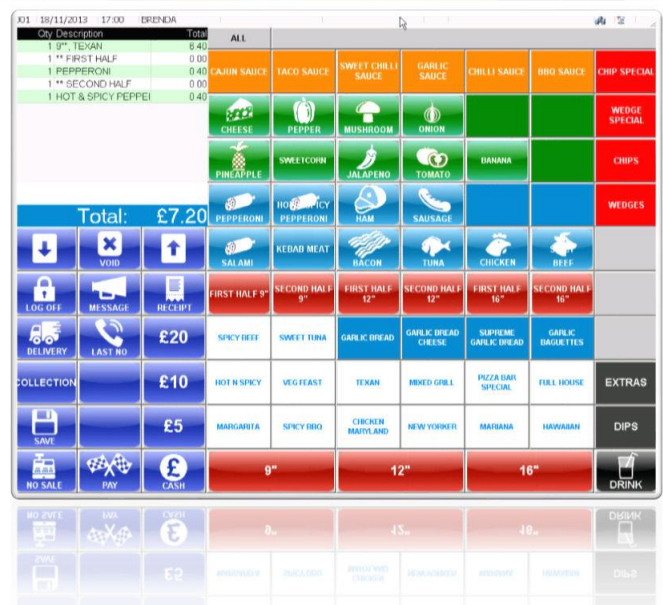 J01 18/11/2013 17:00 BRENDA
Qty Description Total
1 9"", TEXAN 6.40
1 ** FIRST HALF 0.00
1 PEPPERONI 0.40
1 ** SECOND HALF 0.00
1 HOT & SPICY PEPPEI 0.40
Total: £7.20
ALL
CAJUN SAUCE TACO SAUCE SWEET CHILLI SAUCE GARLIC SAUCE CHILLI SAUCE BBQ SAUCE CHIP SPECIAL
CHEESE PEPPER MUSHROOM ONION WEDGE SPECIAL
PINEAPPLE SWEETCORN JALAPENO TOMATO BANANA CHIPS
PEPPERONI PEPPERONI HAM SAUSAGE WEDGES
VOID SALAMI KEBAB MEAT BACON TUNA CHICKEN BEEF
LOG OFF MESSAGE RECEIPT FIRST HALF 9" SECOND HALF 9" FIRST HALF 12" SECOND HALF 12" FIRST HALF 16" SECOND HALF 16"
DELIVERY LAST NO £20 SPICY BEEF SWEET TUNA GARLIC BREAD GARLIC BREAD CHEESE SUPREME GARLIC BREAD GARLIC BAGUETTES
COLLECTION £10 HOT N SPICY VEG FEAST TEXAN MIXED GRILL PIZZA BAR SPECIAL FULL HOUSE EXTRAS
SAVE £5 MARGARITA SPICY BBQ CHICKEN MARYLAND NEW YORKER MARIANA HAWAIIAN DIPS
NO SALE PAY £ CASH 9" 12" 16" DRINK